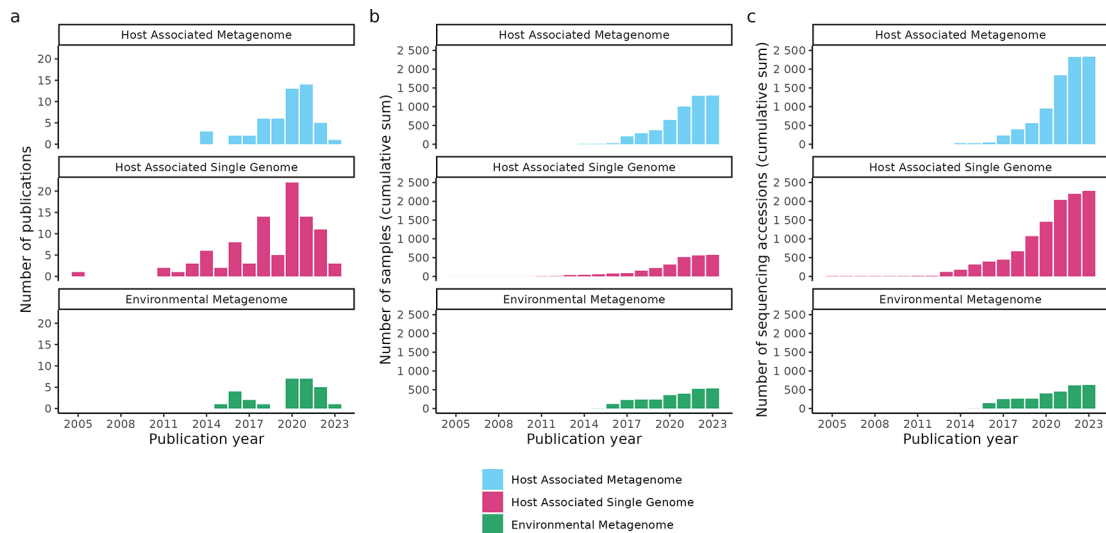 a
Number of publications
Host Associated Metagenome
20
15
10
5
0
Host Associated Single Genome
20
15
10
5
0
Environmental Metagenome
20
15
10
5
0
2005 2008 2011 2014 2017 2020 2023
Publication year
b
Number of samples (cumulative sum)
Host Associated Metagenome
2 500
2 000
1 500
1 000
500
0
Host Associated Single Genome
2 500
2 000
1 500
1 000
500
0
Environmental Metagenome
2 500
2 000
1 500
1 000
500
0
2005 2008 2011 2014 2017 2020 2023
Publication year
c
Number of sequencing accessions (cumulative sum)
Host Associated Metagenome
2 500
2 000
1 500
1 000
500
0
Host Associated Single Genome
2 500
2 000
1 500
1 000
500
0
Environmental Metagenome
2 500
2 000
1 500
1 000
500
0
2005 2008 2011 2014 2017 2020 2023
Publication year
Host Associated Metagenome
Host Associated Single Genome
Environmental Metagenome